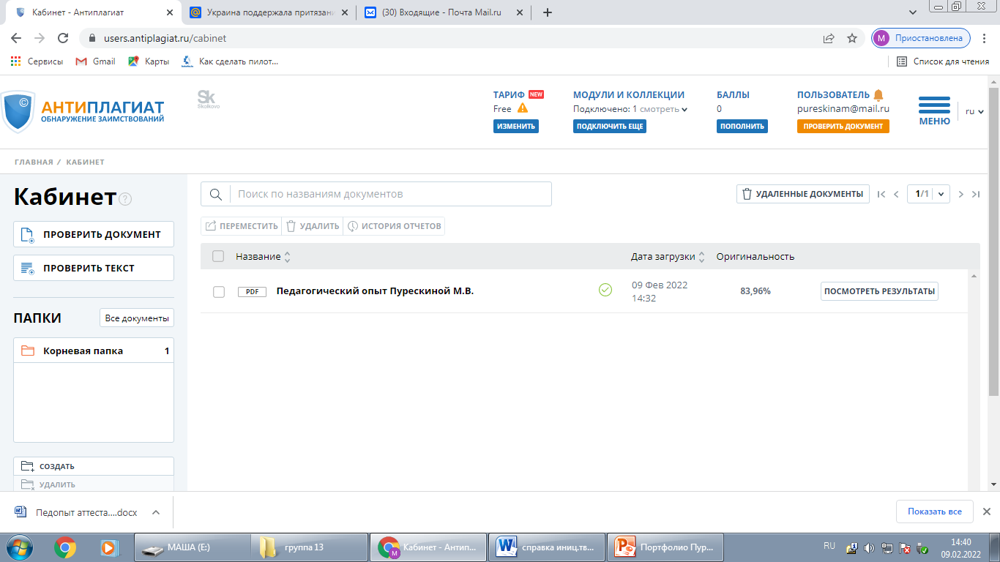 Кабинет - Антиплагиат
Украина поддержала притязани
(30) Входящие - Почта Mail.ru
users.antiplagiat.ru/cabinet
М
Приостановлена
Сервисы
Gmail
Карты
Как сделать пилот...
Список для чтения
©
АНТИПЛАГИАТ
ОБНАРУЖЕНИЕ ЗАИМСТВОВАНИЙ
Sk
Skolkovo
ТАРИФ NEW
Free
ИЗМЕНИТЬ
МОДУЛИ И КОЛЛЕКЦИИ
Подключено: 1 смотреть
ПОДКЛЮЧИТЬ ЕЩЕ
БАЛЛЫ
0
ПОПОЛНИТЬ
ПОЛЬЗОВАТЕЛЬ
pureskinam@mail.ru
ПРОВЕРИТЬ ДОКУМЕНТ
МЕНЮ
ru
ГЛАВНАЯ / КАБИНЕТ
Кабинет ?
ПРОВЕРИТЬ ДОКУМЕНТ
ПРОВЕРИТЬ ТЕКСТ
ПАПКИ
Все документы
Корневая папка 1
СОЗДАТЬ
УДАЛИТЬ
Поиск по названиям документов
УДАЛЕННЫЕ ДОКУМЕНТЫ
1/1
ПЕРЕМЕСТИТЬ
УДАЛИТЬ
ИСТОРИЯ ОТЧЕТОВ
Название
Дата загрузки
Оригинальность
PDF
Педагогический опыт Пурескиной М.В.
09 Фев 2022
14:32
83,96%
ПОСМОТРЕТЬ РЕЗУЛЬТАТЫ
Педопыт аттеста....docx
Показать все
МАША (E:)
группа 13
Кабинет - Антип...
справка иниц.тв...
Портфолио Пур...
RU
14:40
09.02.2022